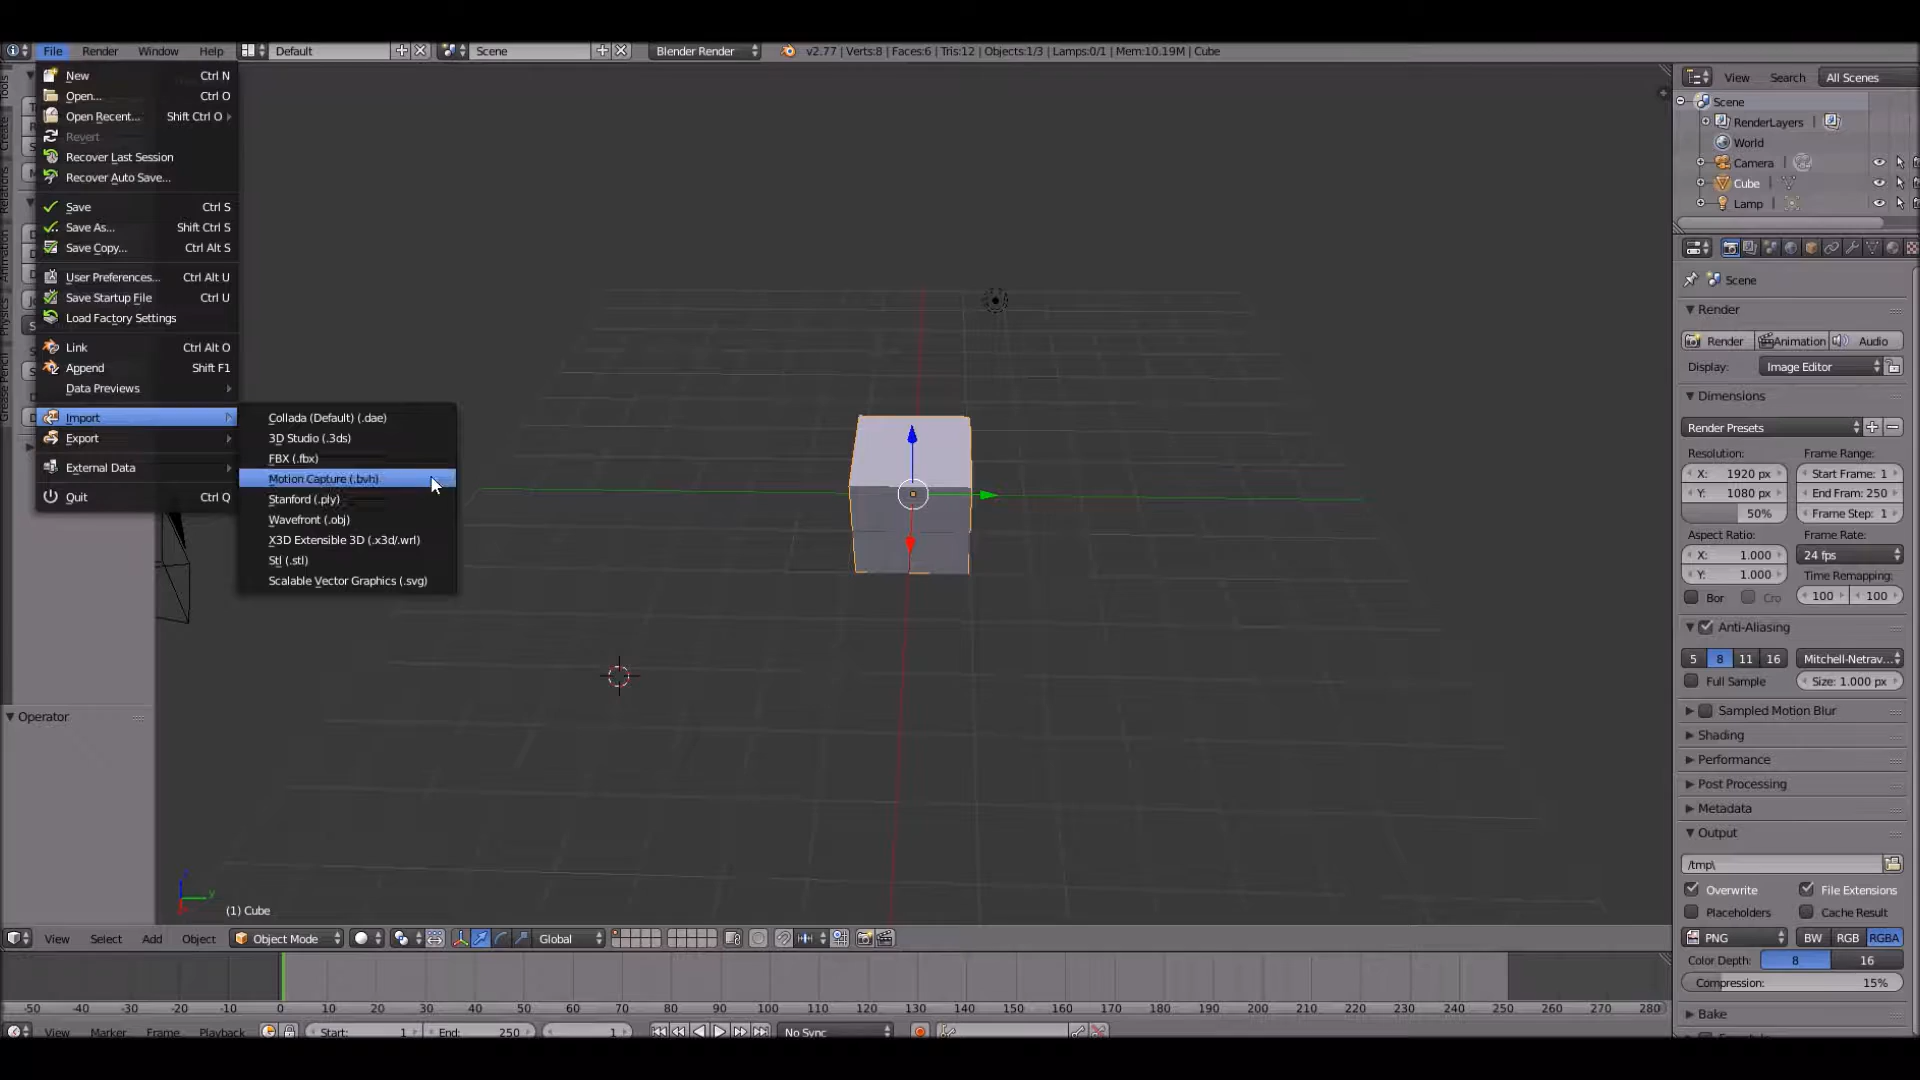 File Render Window Help Default Scene Blender Render v2.77 | Verts:8 | Faces:6 | Tris:12 | Objects:1/3 | Lamps:0/1 | Mem:10.19M | Cube
New Ctrl N
Open... Ctrl O
Open Recent... Shift Ctrl O
Revert
Recover Last Session
Recover Auto Save...
Save Ctrl S
Save As... Shift Ctrl S
Save Copy... Ctrl Alt S
User Preferences... Ctrl Alt U
Save Startup File Ctrl U
Load Factory Settings
Link Ctrl Alt O
Append Shift F1
Data Previews
Import
Export
External Data
Quit Ctrl Q
Collada (Default) (.dae)
3D Studio (.3ds)
FBX (.fbx)
Motion Capture (.bvh)
Stanford (.ply)
Wavefront (.obj)
X3D Extensible 3D (.x3d/.wrl)
Stl (.stl)
Scalable Vector Graphics (.svg)
Tools
Create
Relations
Animation
Physics
Grease Pencil
Operator
(1) Cube
View Select Add Object Object Mode Global
-50 -40 -30 -20 -10 0 10 20 30 40 50 60 70 80 90 100 110 120 130 140 150 160 170 180 190 200 210 220 230 240 250 260 270 280
View Marker Frame Playback Start: 1 End: 250 1 No Sync
View Search All Scenes
Scene
RenderLayers |
World
Camera |
Cube |
Lamp |
Scene
Render
Render Animation Audio
Display: Image Editor
Dimensions
Render Presets
Resolution: Frame Range:
X: 1920 px Start Frame: 1
Y: 1080 px End Fram: 250
50% Frame Step: 1
Aspect Ratio: Frame Rate:
X: 1.000 24 fps
Y: 1.000 Time Remapping:
Bor Cro 100 100
Anti-Aliasing
5 8 11 16 Mitchell-Netrav...
Full Sample Size: 1.000 px
Sampled Motion Blur
Shading
Performance
Post Processing
Metadata
Output
/tmp\
Overwrite File Extensions
Placeholders Cache Result
PNG BW RGB RGBA
Color Depth: 8 16
Compression: 15%
Bake